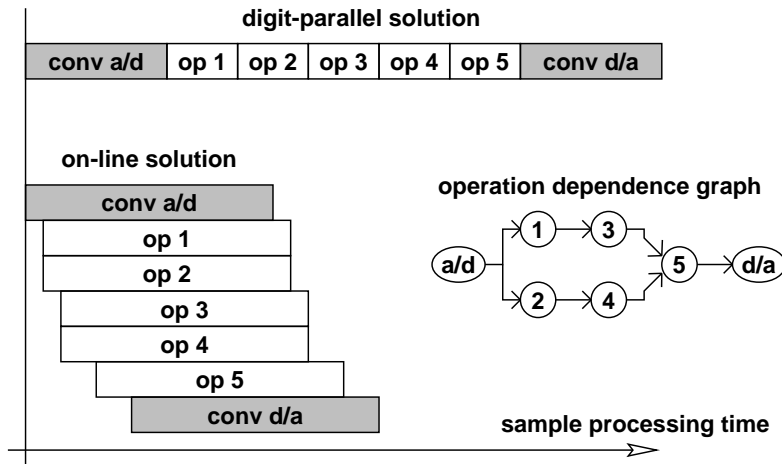 digit-parallel solution
conv a/d op 1 op 2 op 3 op 4 op 5 conv d/a
on-line solution
conv a/d
op 1
op 2
op 3
op 4
op 5
conv d/a
operation dependence graph
1 3
a/d 5 d/a
2 4
sample processing time